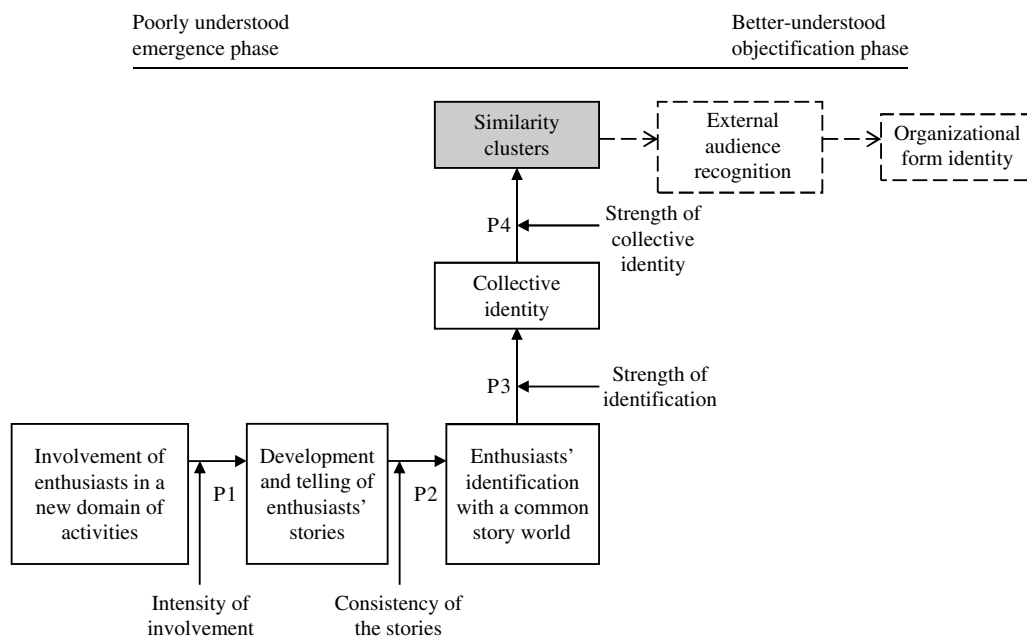 Poorly understood
emergence phase
Better-understood
objectification phase
Similarity
clusters
External
audience
recognition
Organizational
form identity
P4
Strength of
collective
identity
Collective
identity
P3
Strength of
identification
Involvement of
enthusiasts in a
new domain of
activities
P1
Development
and telling of
enthusiasts’
stories
P2
Enthusiasts’
identification
with a common
story world
Intensity of
involvement
Consistency of
the stories